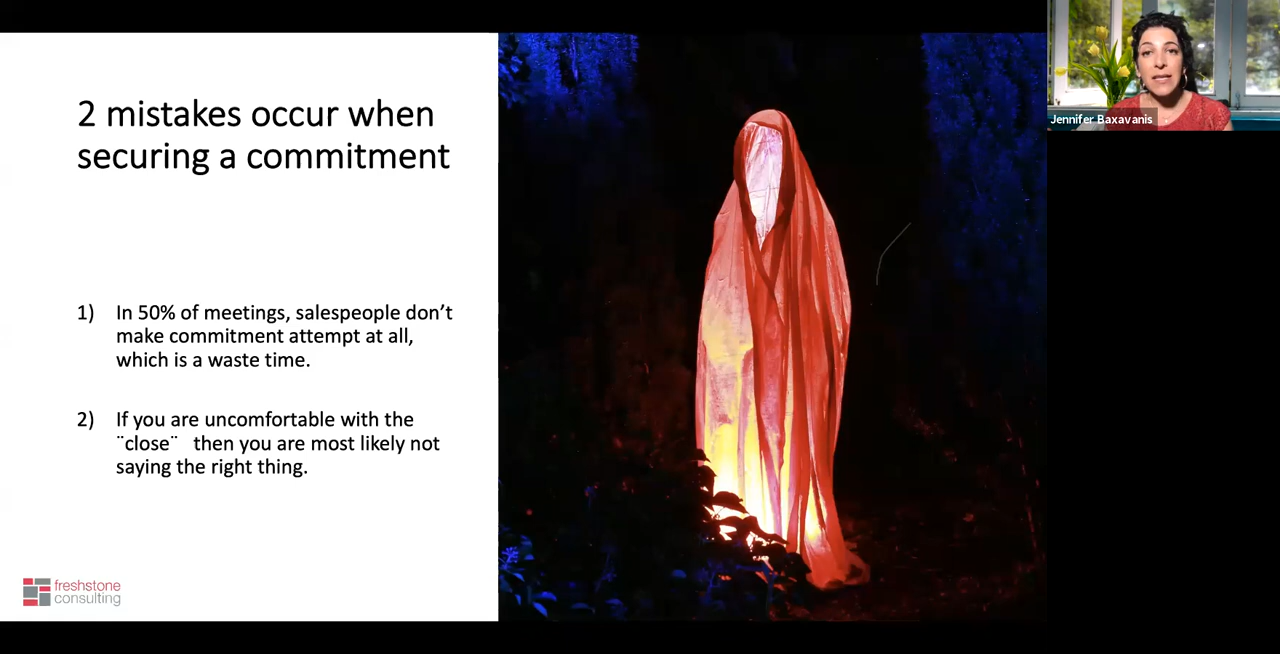 2 mistakes occur when
securing a commitment
1) In 50% of meetings, salespeople don’t
make commitment attempt at all,
which is a waste time.
2) If you are uncomfortable with the
¨close¨ then you are most likely not
saying the right thing.
freshstone
consulting
Jennifer Baxavanis